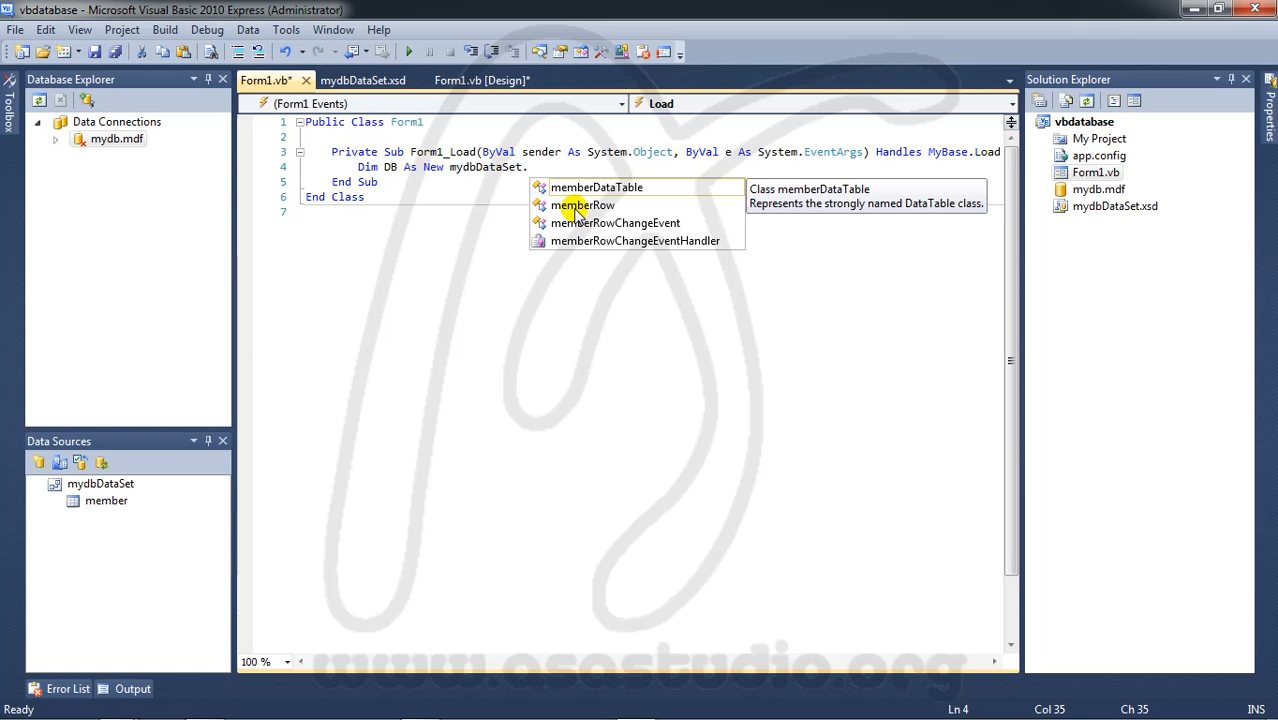 vbdatabase - Microsoft Visual Basic 2010 Express (Administrator)
File Edit View Project Build Debug Data Tools Window Help
Toolbox
Database Explorer
Data Connections
mydb.mdf
Data Sources
mydbDataSet
member
Form1.vb* mydbDataSet.xsd Form1.vb [Design]*
(Form1 Events) Load
1 Public Class Form1
2
3 Private Sub Form1_Load(ByVal sender As System.Object, ByVal e As System.EventArgs) Handles MyBase.Load
4 Dim DB As New mydbDataSet.
5 End Sub
6 End Class
7
memberDataTable
memberRow
memberRowChangeEvent
memberRowChangeEventHandler
Class memberDataTable
Represents the strongly named DataTable class.
100 %
www.asastudio.org
Solution Explorer
vbdatabase
My Project
app.config
Form1.vb
mydb.mdf
mydbDataSet.xsd
Properties
Error List Output
Ready Ln 4 Col 35 Ch 35 INS